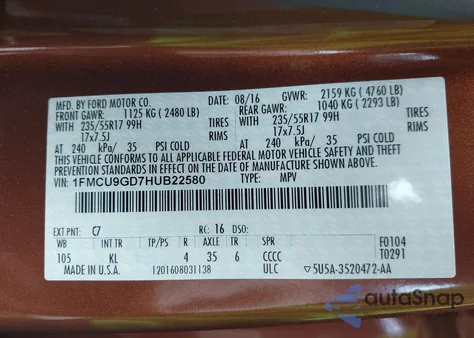 MFD. BY FORD MOTOR CO.
DATE: 08/16 GVWR: 2159 KG ( 4760 LB)
FRONT GAWR: 1125 KG ( 2480 LB) REAR GAWR: 1040 KG ( 2293 LB)
WITH 235/55R17 99H TIRES WITH 235/55R17 99H TIRES
17x7.5J RIMS 17x7.5J RIMS
AT 240 kPa/ 35 PSI COLD AT 240 kPa/ 35 PSI COLD
THIS VEHICLE CONFORMS TO ALL APPLICABLE FEDERAL MOTOR VEHICLE SAFETY, BUMPER, AND THEFT
PREVENTION STANDARDS IN EFFECT ON THE DATE OF MANUFACTURE SHOWN ABOVE.
1FMCU9GD7HUB22580 TYPE: MPV
EXT PNT: C7 RC: 16 DSO:
WB INT TR TP/PS R AXLE TR SPR F0104
105 KL 4 35 6 CCCC T0291
MADE IN U.S.A. 1201608031138 ULC 5U5A-3520472-AA
autoSnap